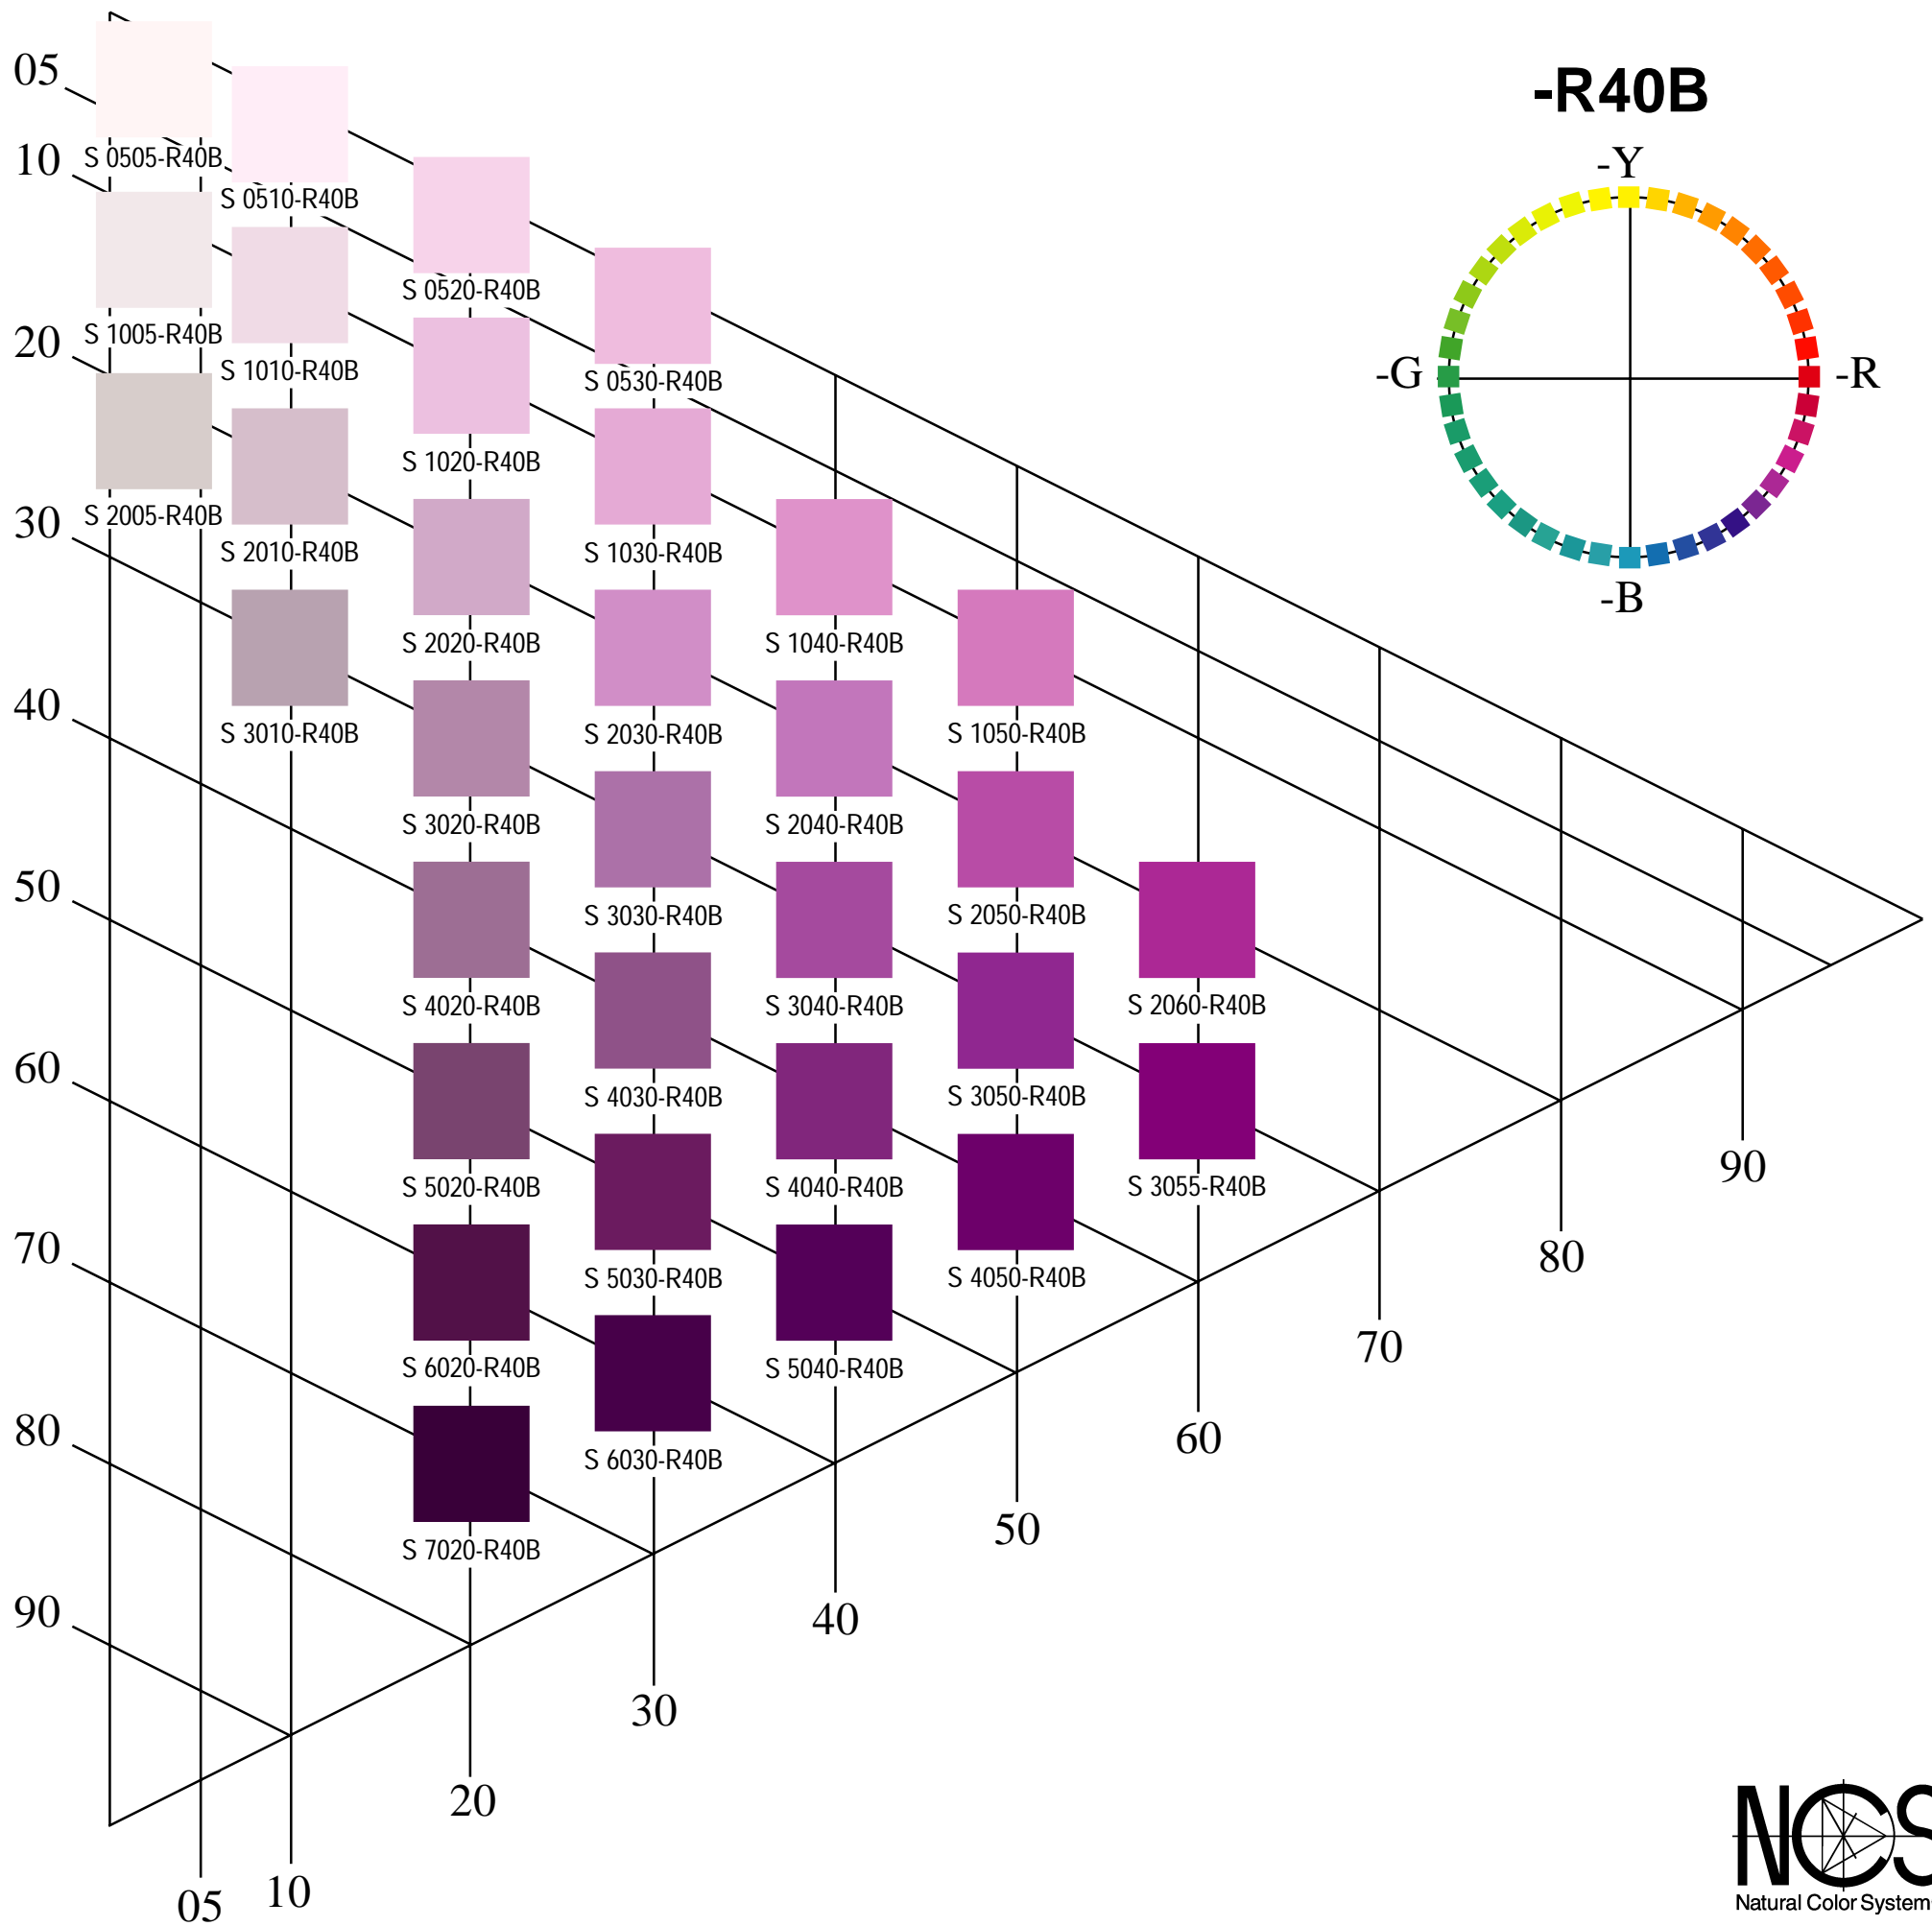 -R40B
-Y
-G
-R
-B
05
10
20
30
40
50
60
70
80
90
S 0505-R40B
S 0510-R40B
S 0520-R40B
S 0530-R40B
S 1005-R40B
S 1010-R40B
S 1020-R40B
S 1030-R40B
S 1040-R40B
S 1050-R40B
S 2005-R40B
S 2010-R40B
S 2020-R40B
S 2030-R40B
S 2040-R40B
S 2050-R40B
S 2060-R40B
S 3010-R40B
S 3020-R40B
S 3030-R40B
S 3040-R40B
S 3050-R40B
S 3055-R40B
S 4020-R40B
S 4030-R40B
S 4040-R40B
S 4050-R40B
S 5020-R40B
S 5030-R40B
S 5040-R40B
S 6020-R40B
S 6030-R40B
S 7020-R40B
05
10
20
30
40
50
60
70
80
90
NCS
Natural Color System